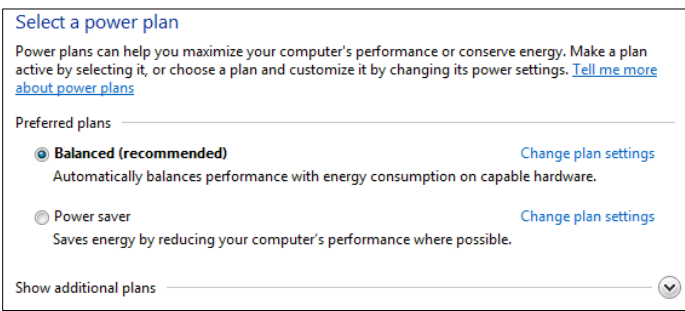 Select a power plan
Power plans can help you maximize your computer's performance or conserve energy. Make a plan
active by selecting it, or choose a plan and customize it by changing its power settings. Tell me more
about power plans
Preferred plans
Balanced (recommended) Change plan settings
Automatically balances performance with energy consumption on capable hardware.
Power saver Change plan settings
Saves energy by reducing your computer's performance where possible.
Show additional plans